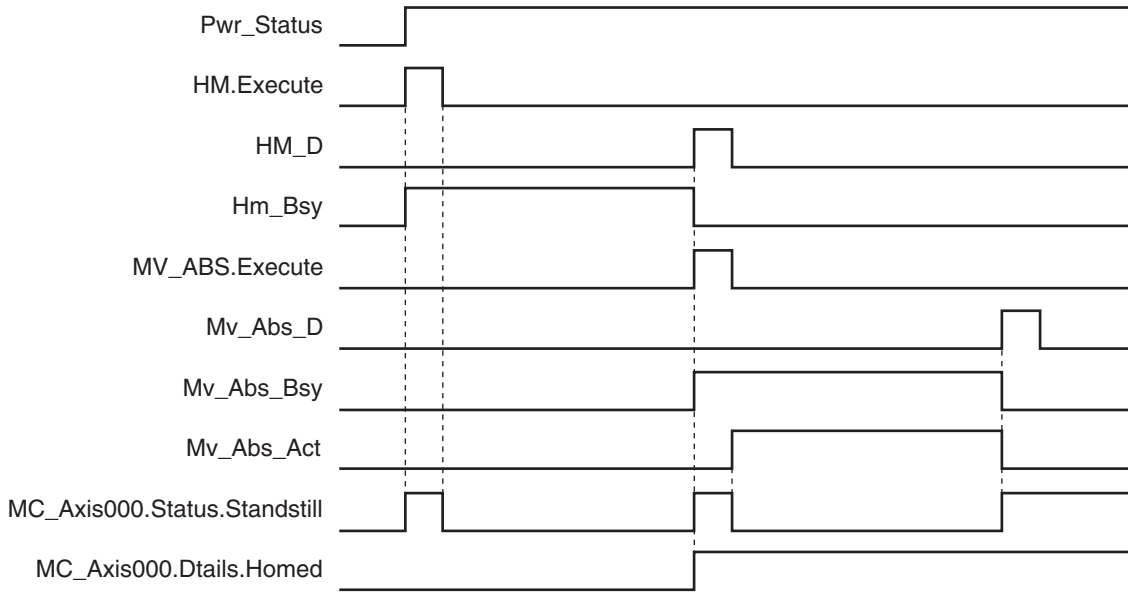 Pwr_Status
HM.Execute
HM_D
Hm_Bsy
MV_ABS.Execute
Mv_Abs_D
Mv_Abs_Bsy
Mv_Abs_Act
MC_Axis000.Status.Standstill
MC_Axis000.Dtails.Homed